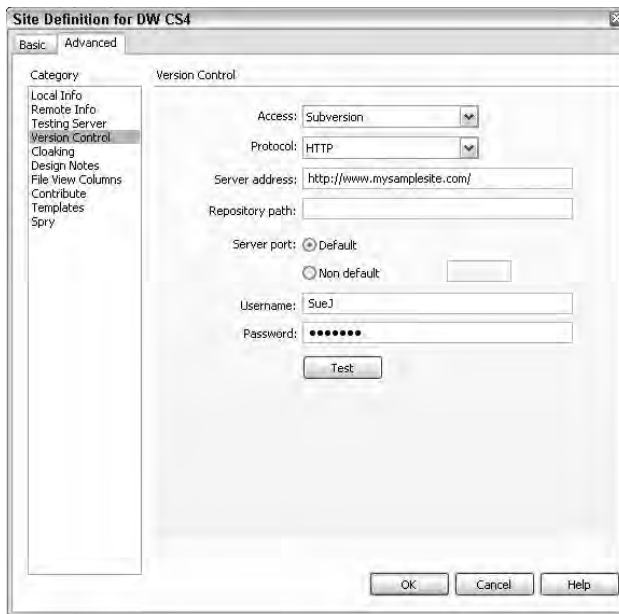 Site Definition for DW CS4
Basic
Advanced
Category
Local Info
Remote Info
Testing Server
Version Control
Cloaking
Design Notes
File View Columns
Contribute
Templates
Spry
Version Control
Access: Subversion
Protocol: HTTP
Server address: http://www.mysamplesite.com/
Repository path:
Server port: Default
Non default
Username: SueJ
Password: •••••••
Test
OK
Cancel
Help